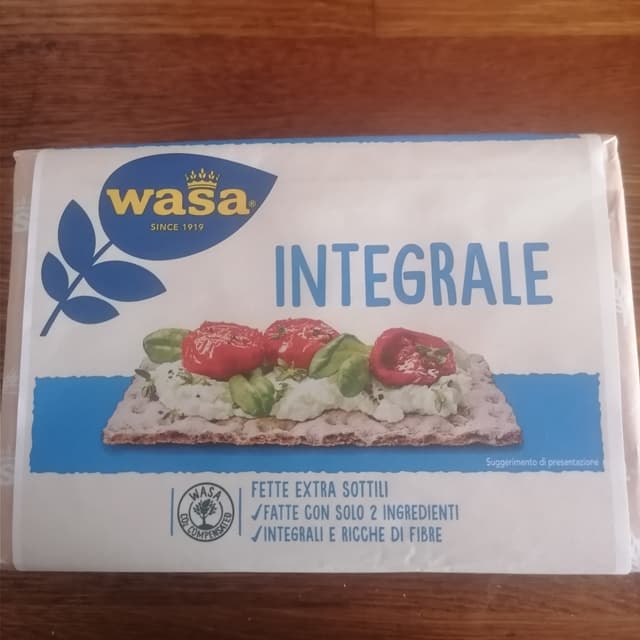 wasa®
SINCE 1919
INTEGRALE
Suggerimento di presentazione
WASA
CO₂ COMPENSATED
FETTE EXTRA SOTTILI
✓FATTE CON SOLO 2 INGREDIENTI
✓INTEGRALI E RICCHE DI FIBRE